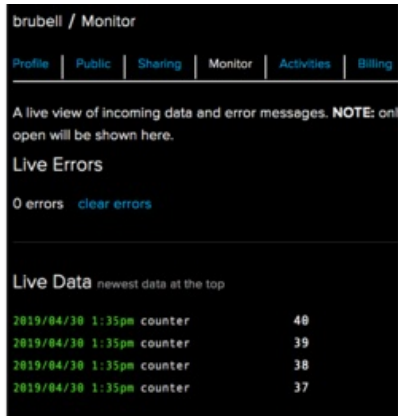 brubell / Monitor
Profile | Public | Sharing | Monitor | Activities | Billing
A live view of incoming data and error messages. NOTE: onl
open will be shown here.
Live Errors
0 errors clear errors
Live Data newest data at the top
2019/04/30 1:35pm counter 40
2019/04/30 1:35pm counter 39
2019/04/30 1:35pm counter 38
2019/04/30 1:35pm counter 37